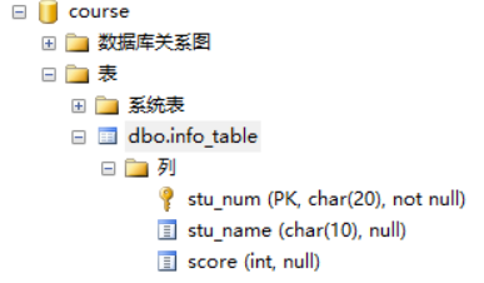 course
数据库关系图
表
系统表
dbo.info_table
列
stu_num (PK, char(20), not null)
stu_name (char(10), null)
score (int, null)